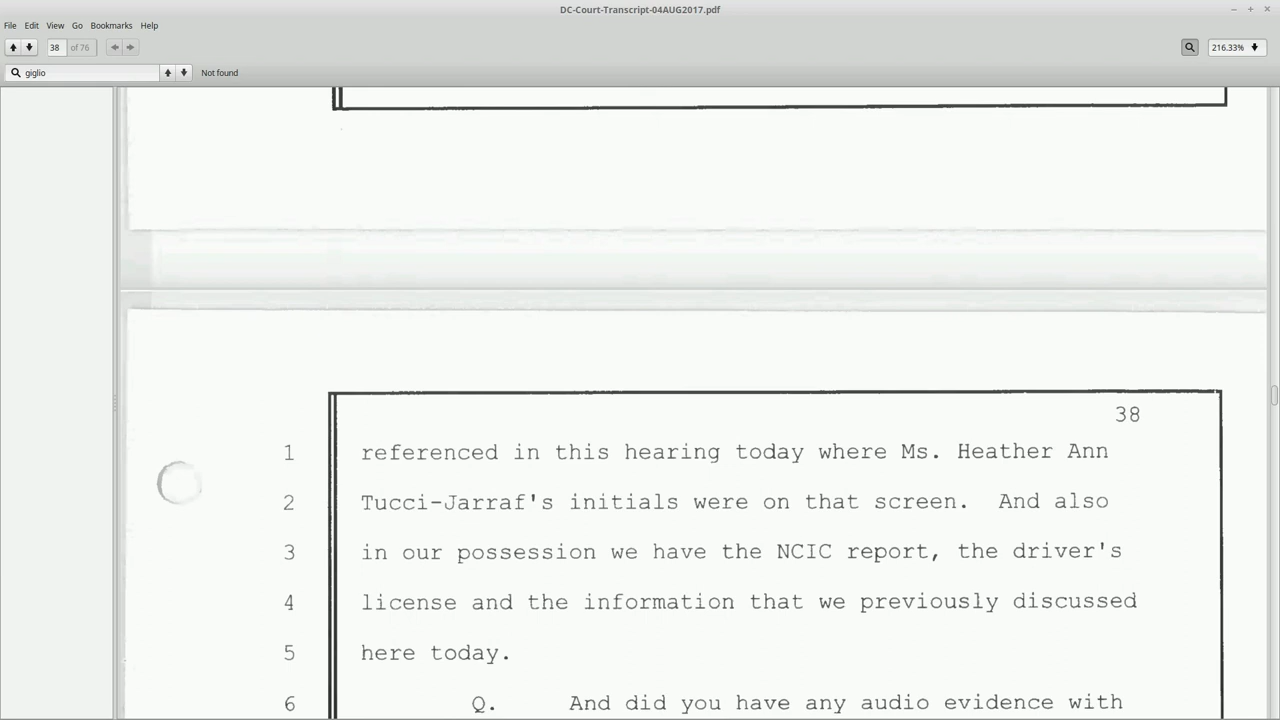 DC-Court-Transcript-04AUG2017.pdf
File Edit View Go Bookmarks Help
38 of 76 216.33%
giglio Not found
38
1 referenced in this hearing today where Ms. Heather Ann
2 Tucci-Jarraf's initials were on that screen. And also
3 in our possession we have the NCIC report, the driver's
4 license and the information that we previously discussed
5 here today.
6 Q. And did you have any audio evidence with